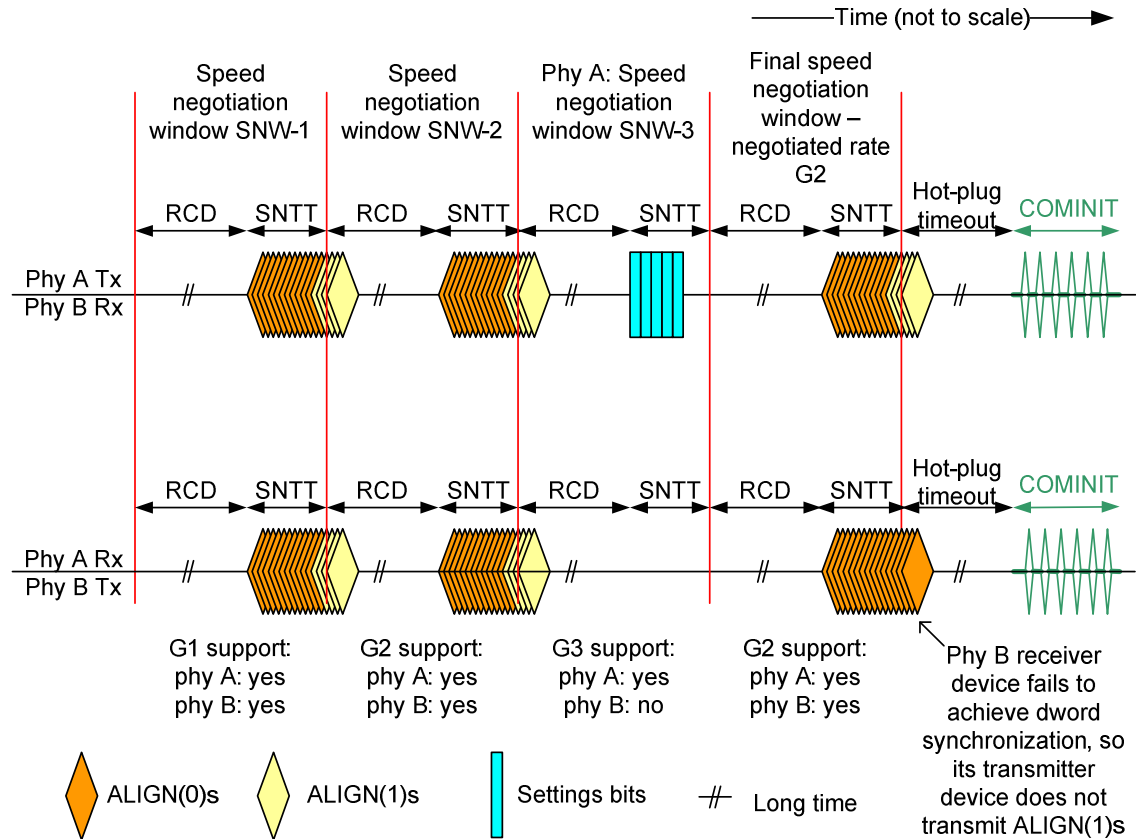 Time (not to scale)
Speed
negotiation
window SNW-1
Speed
negotiation
window SNW-2
Phy A: Speed
negotiation
window SNW-3
Final speed
negotiation
window –
negotiated rate
G2
RCD
SNTT
RCD
SNTT
RCD
SNTT
RCD
SNTT
Hot-plug
timeout
COMINIT
Phy A Tx
Phy B Rx
RCD
SNTT
RCD
SNTT
RCD
SNTT
RCD
SNTT
Hot-plug
timeout
COMINIT
Phy A Rx
Phy B Tx
G1 support:
phy A: yes
phy B: yes
G2 support:
phy A: yes
phy B: yes
G3 support:
phy A: yes
phy B: no
G2 support:
phy A: yes
phy B: yes
Phy B receiver
device fails to
achieve dword
synchronization, so
its transmitter
device does not
transmit ALIGN(1)s
ALIGN(0)s
ALIGN(1)s
Settings bits
Long time